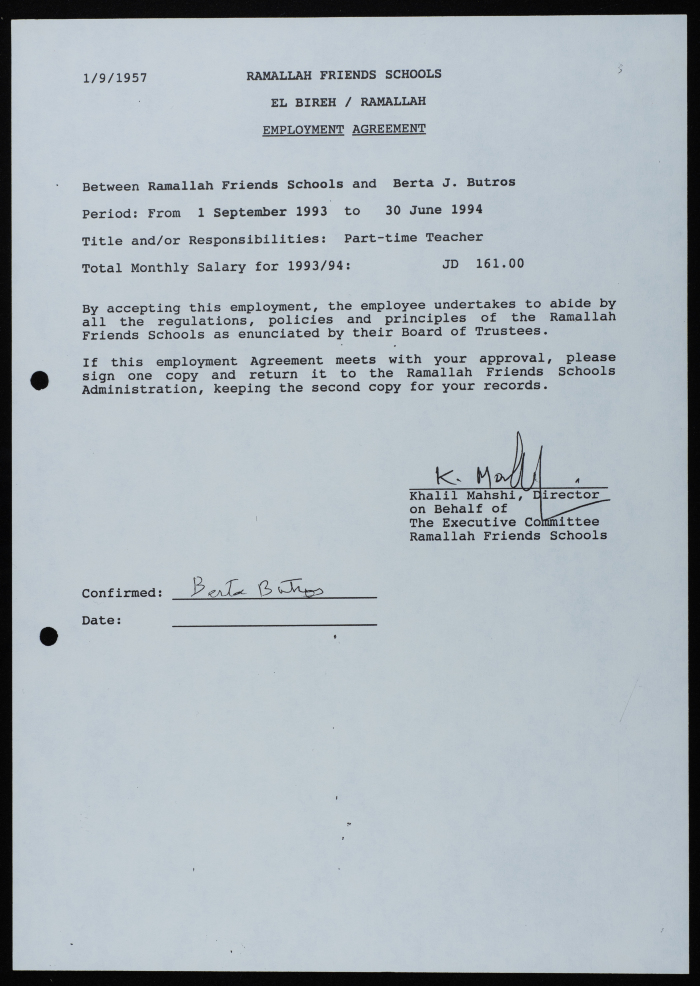 1/9/1957
RAMALLAH FRIENDS SCHOOLS
EL BIREH / RAMALLAH
EMPLOYMENT AGREEMENT
Between Ramallah Friends Schools and Berta J. Butros
Period: From 1 September 1993 to 30 June 1994
Title and/or Responsibilities: Part-time Teacher
Total Monthly Salary for 1993/94: JD 161.00
By accepting this employment, the employee undertakes to abide by
all the regulations, policies and principles of the Ramallah
Friends Schools as enunciated by their Board of Trustees.
If this employment Agreement meets with your approval, please
sign one copy and return it to the Ramallah Friends Schools
Administration, keeping the second copy for your records.
K.
Khalil Mahshi, Director
on Behalf of
The Executive Committee
Ramallah Friends Schools
Confirmed: Berta Butros
Date: